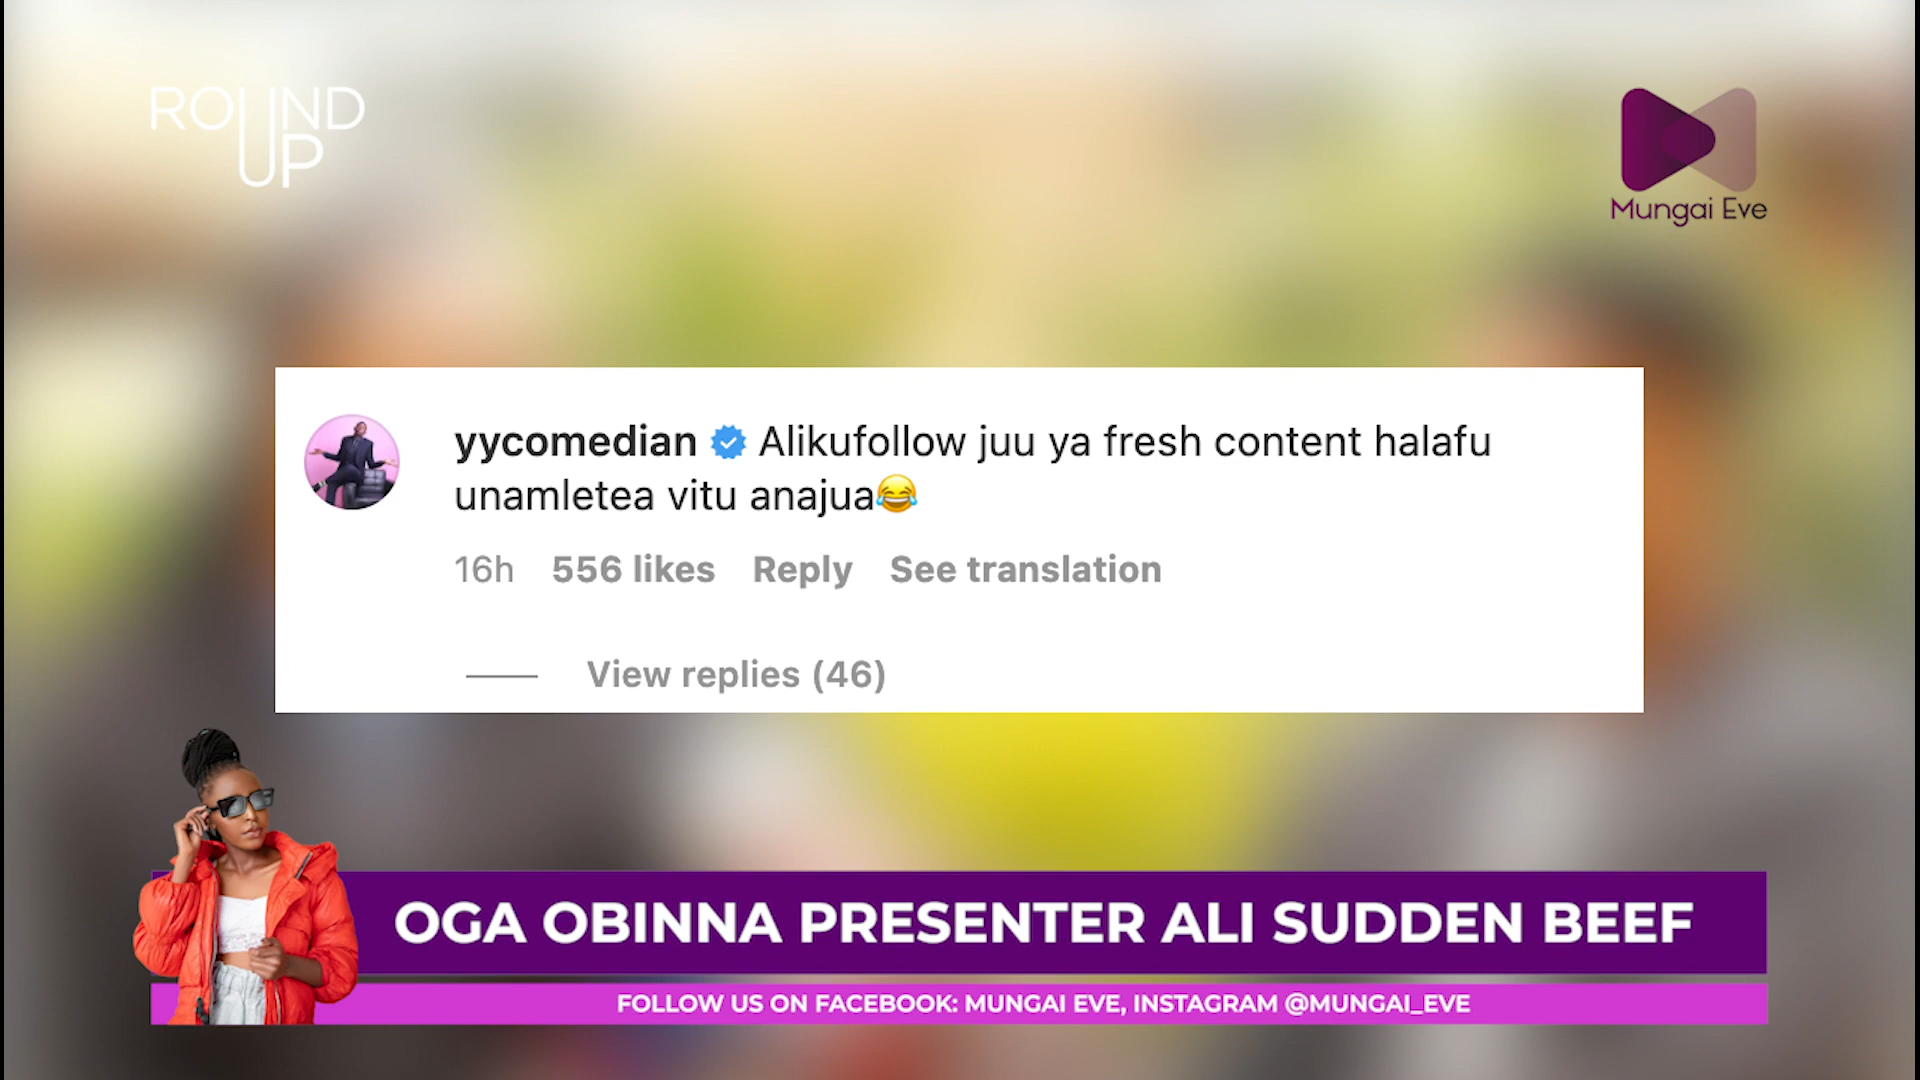 ROUND
UP
Mungai Eve
yycomedian Alikufollow juu ya fresh content halafu
unamletea vitu anajua😂
16h 556 likes Reply See translation
View replies (46)
OGA OBINNA PRESENTER ALI SUDDEN BEEF
FOLLOW US ON FACEBOOK: MUNGAI EVE, INSTAGRAM @MUNGAI_EVE